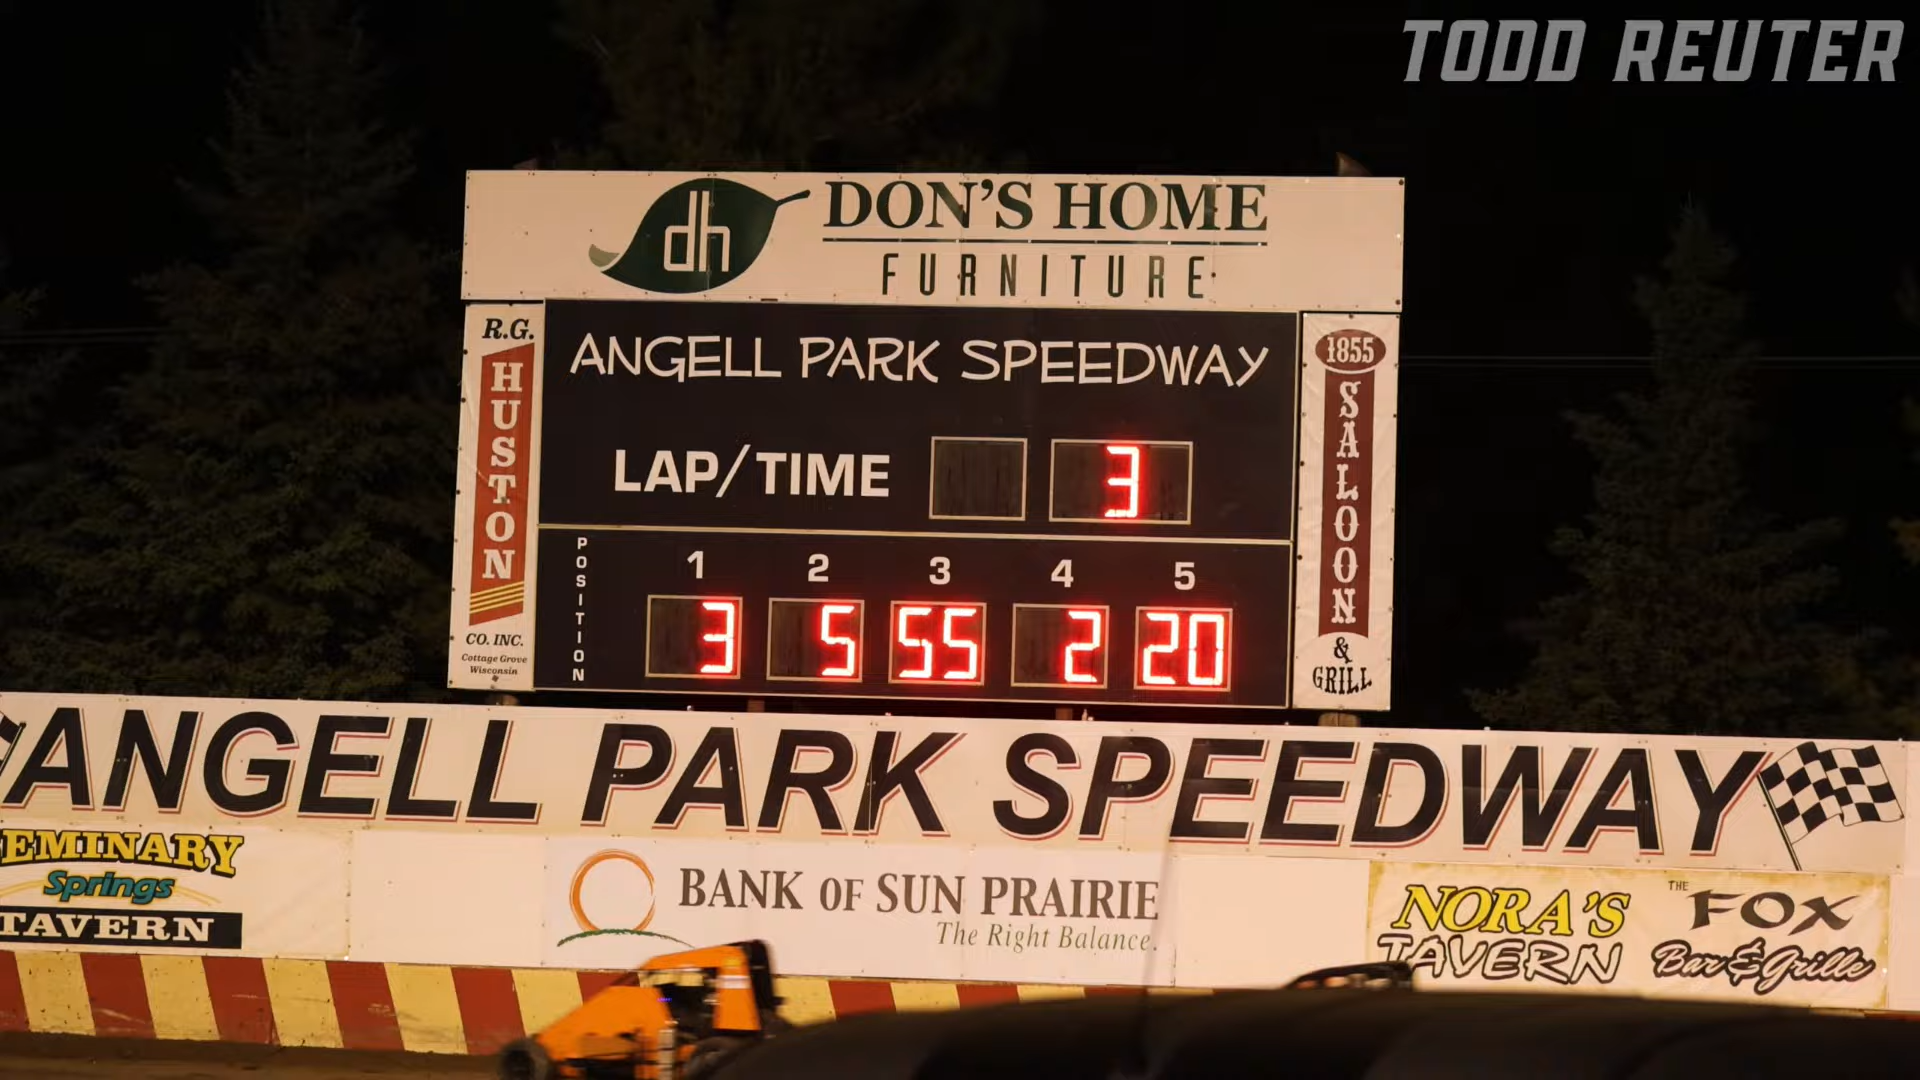 TODD REUTER
dh
DON'S HOME
FURNITURE
R.G.
HUSTON
CO. INC.
Cottage Grove
Wisconsin
ANGELL PARK SPEEDWAY
LAP/TIME 3
POSITION
1 2 3 4 5
3 5 55 2 20
1855
SALOON
&
GRILL
ANGELL PARK SPEEDWAY
EMINARY
Springs
TAVERN
BANK OF SUN PRAIRIE
The Right Balance.
NORA'S
TAVERN
THE
FOX
Bar & Grille